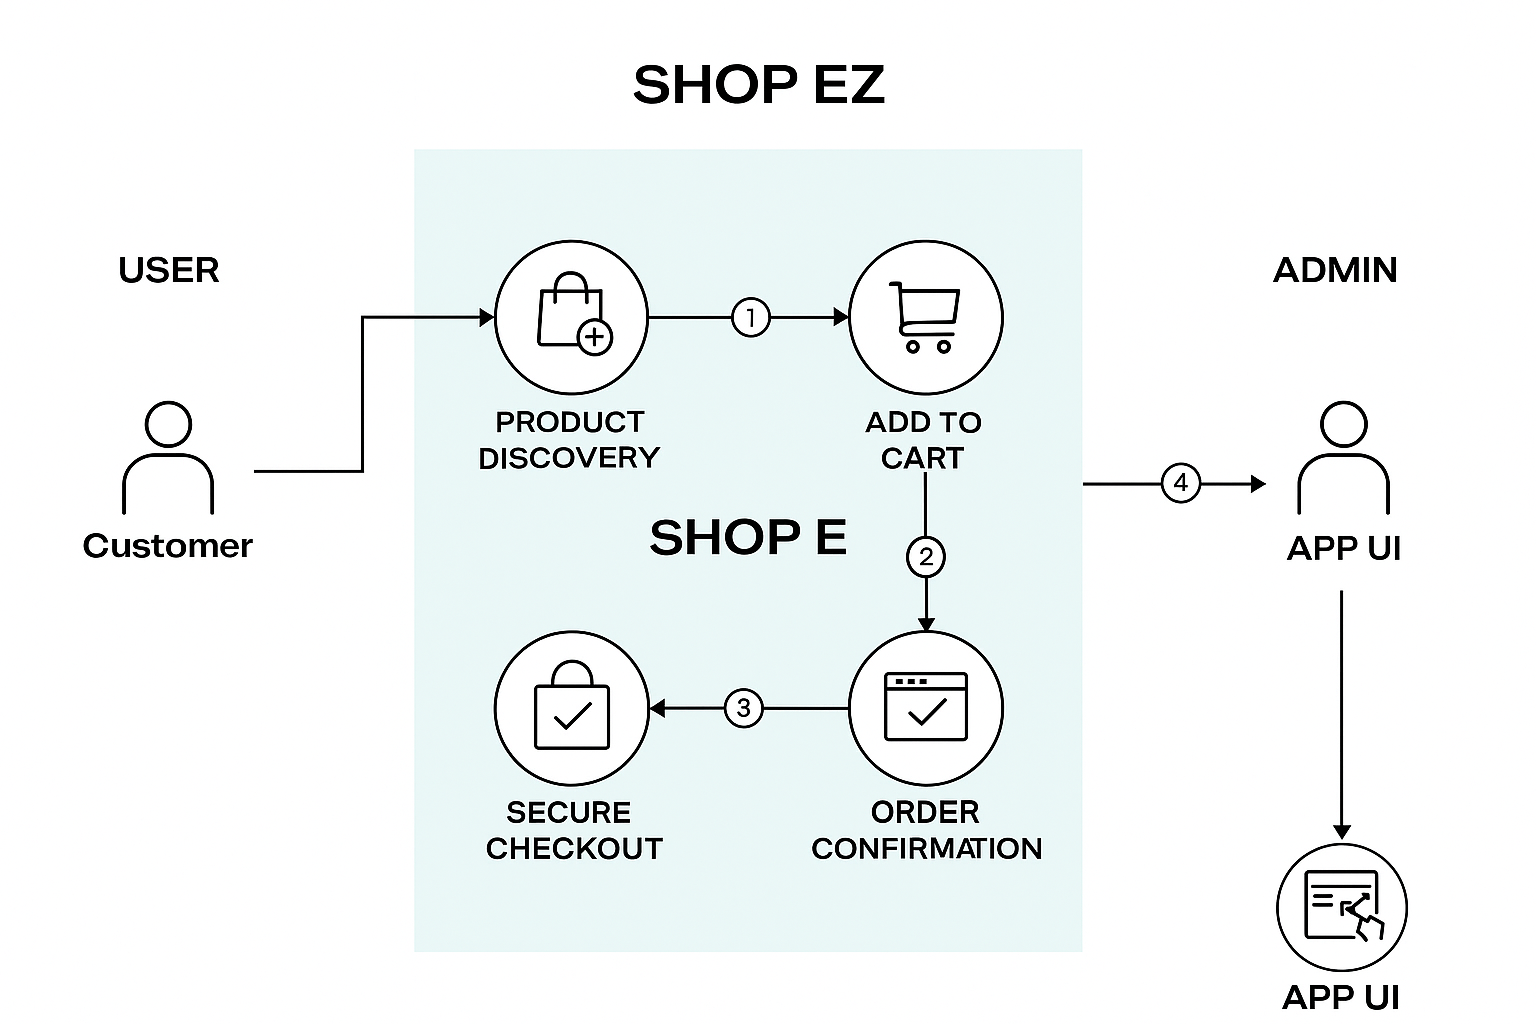 SHOP EZ
USER
ADMIN
1
PRODUCT
DISCOVERY
ADD TO
CART
Customer
4
APP UI
SHOP E
2
3
SECURE
CHECKOUT
ORDER
CONFIRMATION
APP UI